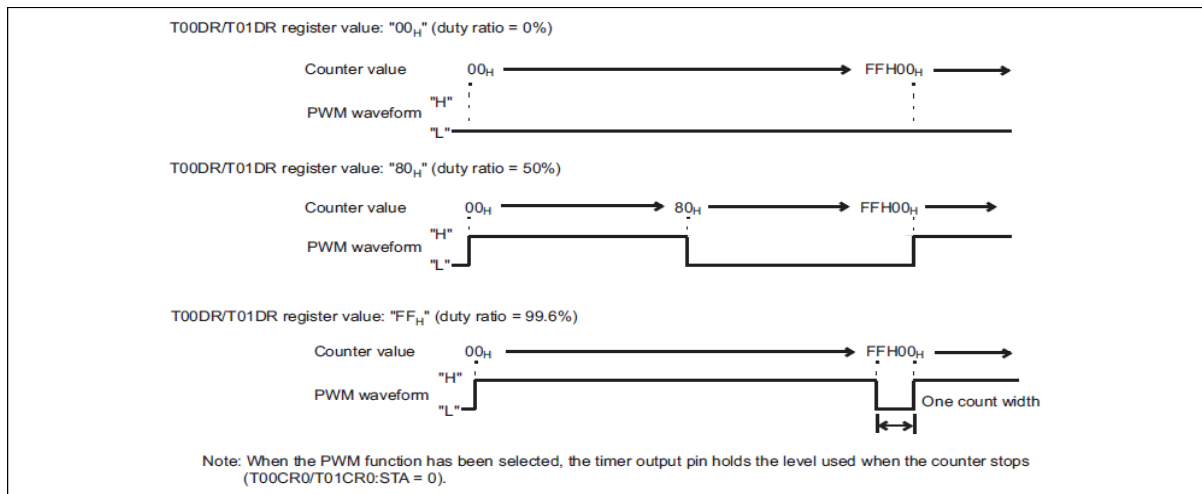 T00DR/T01DR register value: "00H" (duty ratio = 0%)
Counter value 00H FFH00H
"H"
PWM waveform
"L"
T00DR/T01DR register value: "80H" (duty ratio = 50%)
Counter value 00H 80H FFH00H
"H"
PWM waveform
"L"
T00DR/T01DR register value: "FFH" (duty ratio = 99.6%)
Counter value 00H FFH00H
"H"
PWM waveform
"L"
One count width
Note: When the PWM function has been selected, the timer output pin holds the level used when the counter stops
(T00CR0/T01CR0:STA = 0).